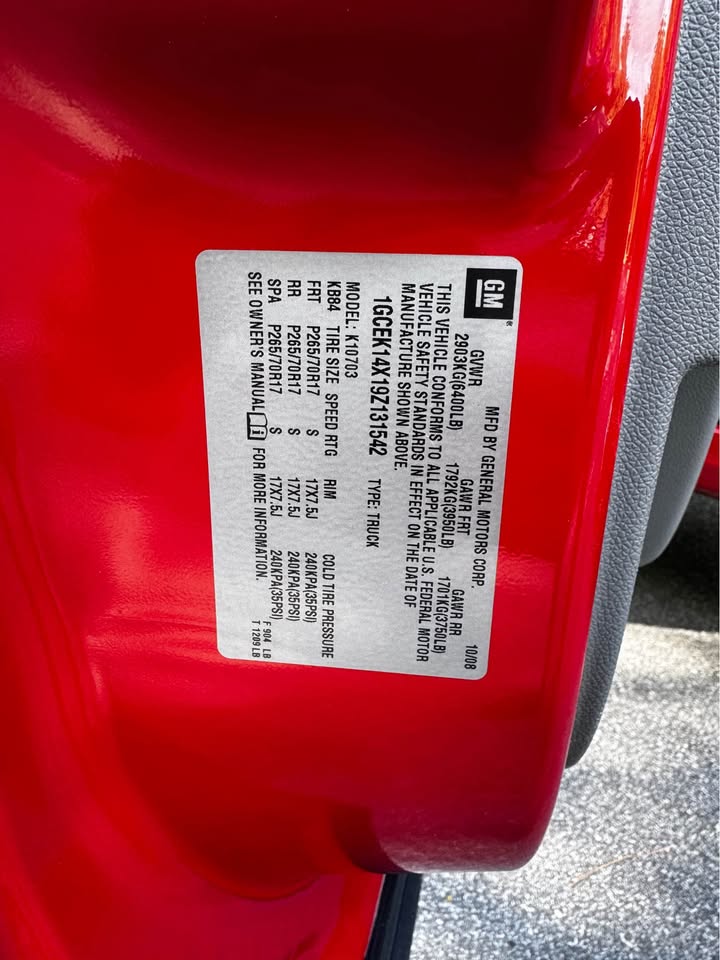 GM®
MFD BY GENERAL MOTORS CORP. 10/08
GVWR GAWR FRT GAWR RR
2903KG(6400LB) 1792KG(3950LB) 1701KG(3750LB)
THIS VEHICLE CONFORMS TO ALL APPLICABLE U.S. FEDERAL MOTOR
VEHICLE SAFETY STANDARDS IN EFFECT ON THE DATE OF
MANUFACTURE SHOWN ABOVE.
1GCEK14X19Z131542 TYPE: TRUCK
MODEL: K10703
KB84 TIRE SIZE SPEED RTG RIM COLD TIRE PRESSURE
FRT P265/70R17 S 17X7.5J 240KPA(35PSI)
RR P265/70R17 S 17X7.5J 240KPA(35PSI)
SPA P265/70R17 S 17X7.5J 240KPA(35PSI)
SEE OWNER'S MANUAL FOR MORE INFORMATION.
F 904 LB
T 1209 LB